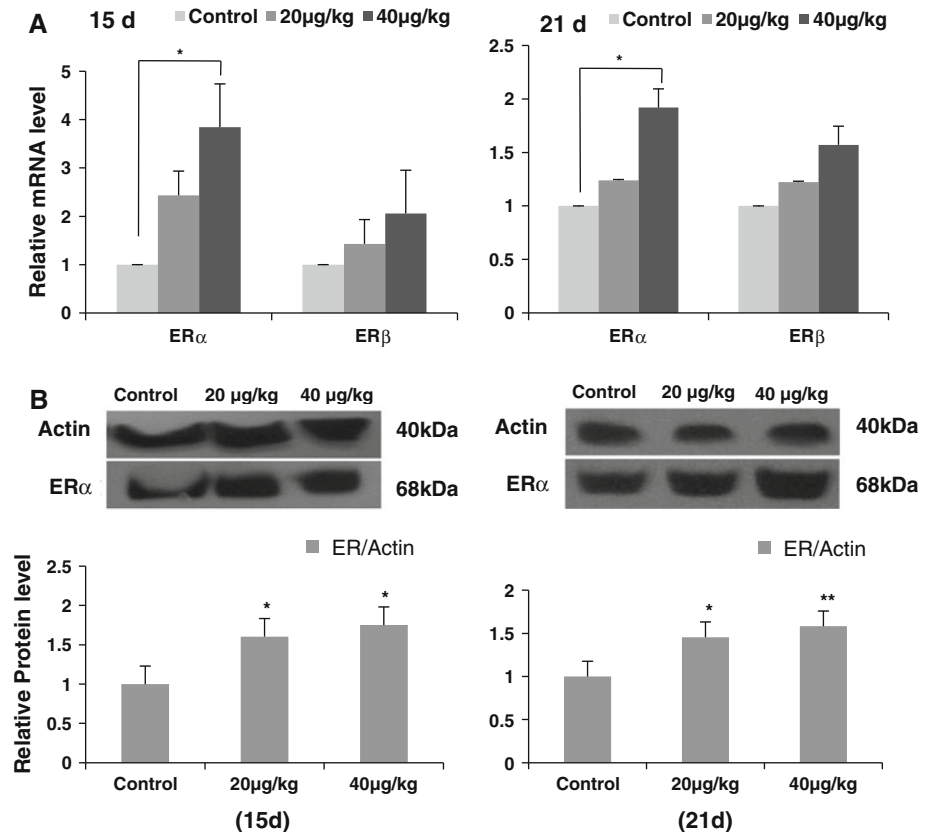 A
15 d
Control 20µg/kg 40µg/kg
Relative mRNA level
5
4
3
2
1
0
*
ERα ERβ
21 d
Control 20µg/kg 40µg/kg
2.5
2
1.5
1
0.5
0
*
ERα ERβ
B
Control 20 µg/kg 40 µg/kg
Actin 40kDa
ERα 68kDa
Control 20 µg/kg 40 µg/kg
Actin 40kDa
ERα 68kDa
ER/Actin
Relative Protein level
2.5
2
1.5
1
0.5
0
* *
Control 20µg/kg 40µg/kg
(15d)
ER/Actin
2
1.5
1
0.5
0
* **
Control 20µg/kg 40µg/kg
(21d)